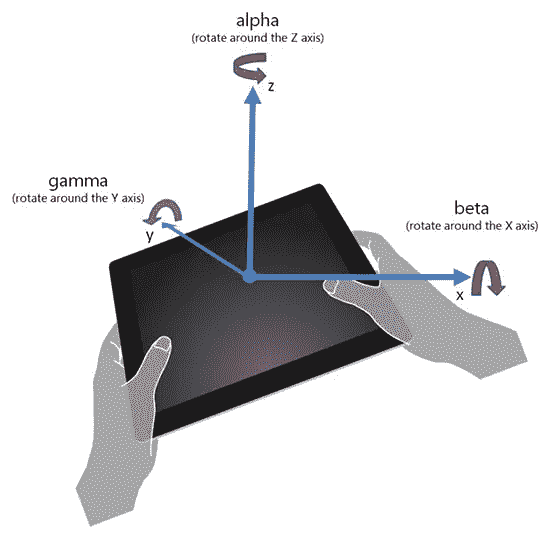 alpha
(rotate around the Z axis)
z
gamma
(rotate around the Y axis)
y
beta
(rotate around the X axis)
x